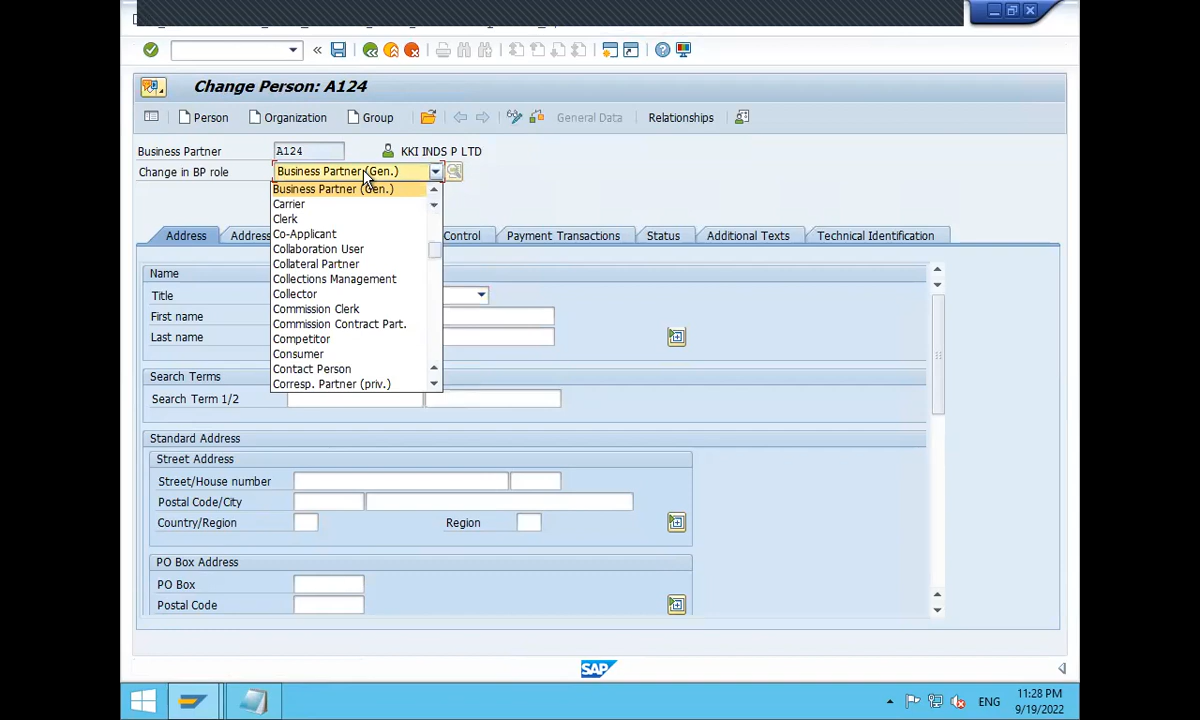 Change Person: A124
Person Organization Group General Data Relationships
Business Partner A124 KKI INDS P LTD
Change in BP role Business Partner (Gen.)
Business Partner (Gen.)
Carrier
Clerk
Co-Applicant
Collaboration User
Collateral Partner
Collections Management
Collector
Commission Clerk
Commission Contract Part.
Competitor
Consumer
Contact Person
Corresp. Partner (priv.)
Address Address Control Payment Transactions Status Additional Texts Technical Identification
Name
Title
First name
Last name
Search Terms
Search Term 1/2
Standard Address
Street Address
Street/House number
Postal Code/City
Country/Region Region
PO Box Address
PO Box
Postal Code
SAP
ENG 11:28 PM
9/19/2022